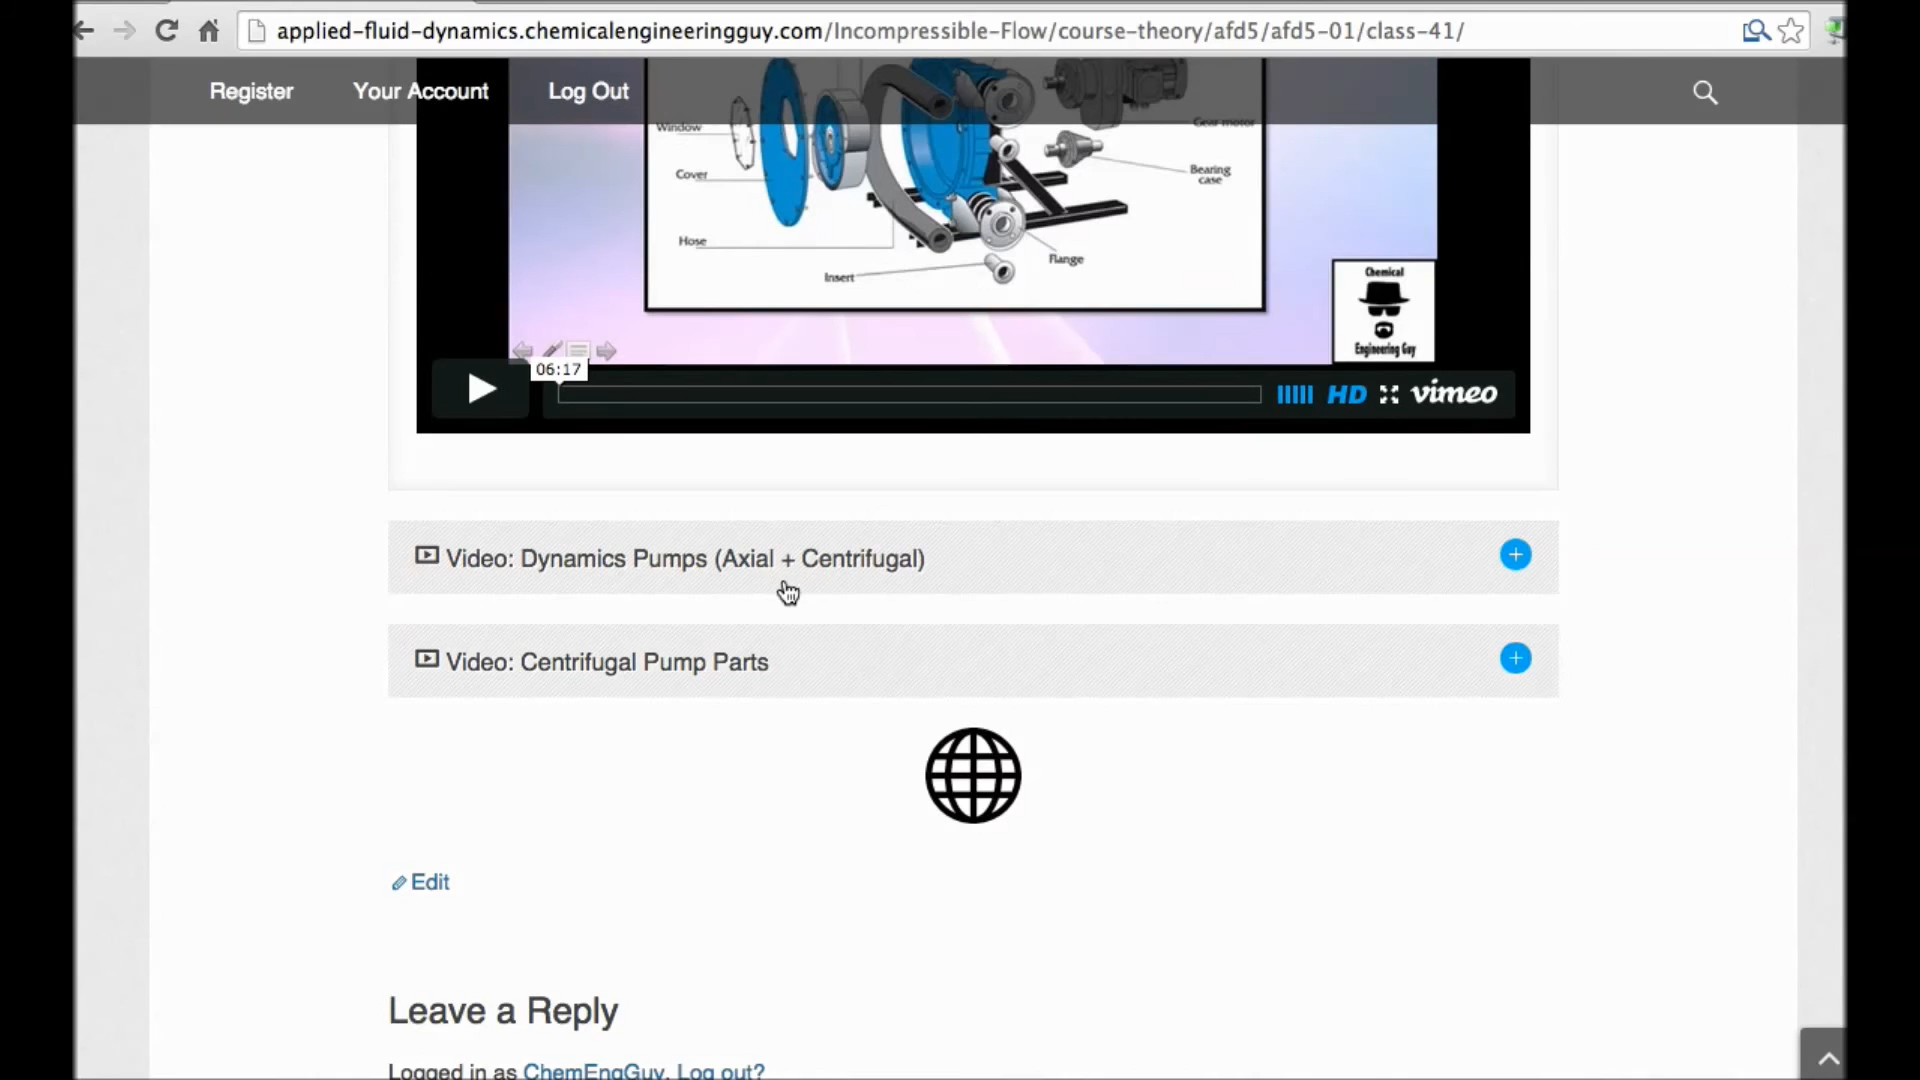 applied-fluid-dynamics.chemicalengineeringguy.com/Incompressible-Flow/course-theory/afd5/afd5-01/class-41/
Register Your Account Log Out
Window
Gear motor
Cover
Bearing
case
Hose
Flange
Insert
Chemical
Engineering Guy
06:17
HD vimeo
Video: Dynamics Pumps (Axial + Centrifugal)
Video: Centrifugal Pump Parts
Edit
Leave a Reply
Logged in as ChemEngGuy. Log out?